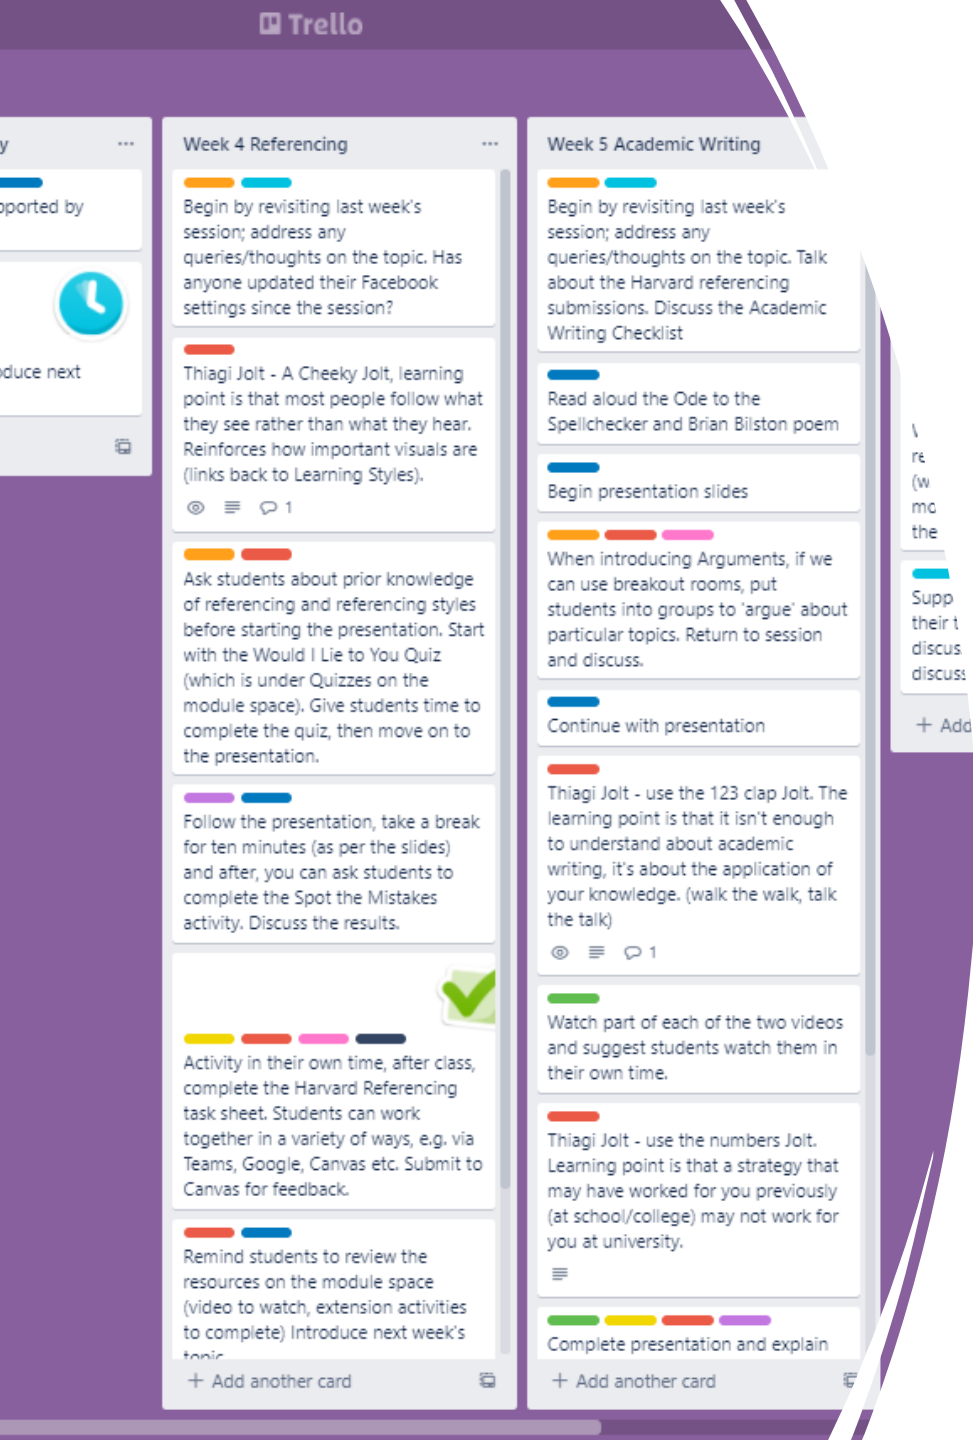 Trello
y
pported by
oduce next
Week 4 Referencing
Begin by revisiting last week's
session; address any
queries/thoughts on the topic. Has
anyone updated their Facebook
settings since the session?
Thiagi Jolt - A Cheeky Jolt, learning
point is that most people follow what
they see rather than what they hear.
Reinforces how important visuals are
(links back to Learning Styles).
1
Ask students about prior knowledge
of referencing and referencing styles
before starting the presentation. Start
with the Would I Lie to You Quiz
(which is under Quizzes on the
module space). Give students time to
complete the quiz, then move on to
the presentation.
Follow the presentation, take a break
for ten minutes (as per the slides)
and after, you can ask students to
complete the Spot the Mistakes
activity. Discuss the results.
Activity in their own time, after class,
complete the Harvard Referencing
task sheet. Students can work
together in a variety of ways, e.g. via
Teams, Google, Canvas etc. Submit to
Canvas for feedback.
Remind students to review the
resources on the module space
(video to watch, extension activities
to complete) Introduce next week's
topic
+ Add another card
Week 5 Academic Writing
Begin by revisiting last week's
session; address any
queries/thoughts on the topic. Talk
about the Harvard referencing
submissions. Discuss the Academic
Writing Checklist
Read aloud the Ode to the
Spellchecker and Brian Bilston poem
Begin presentation slides
When introducing Arguments, if we
can use breakout rooms, put
students into groups to 'argue' about
particular topics. Return to session
and discuss.
Continue with presentation
Thiagi Jolt - use the 123 clap Jolt. The
learning point is that it isn't enough
to understand about academic
writing, it's about the application of
your knowledge. (walk the walk, talk
the talk)
1
Watch part of each of the two videos
and suggest students watch them in
their own time.
Thiagi Jolt - use the numbers Jolt.
Learning point is that a strategy that
may have worked for you previously
(at school/college) may not work for
you at university.
Complete presentation and explain
+ Add another card
re
(w
mo
the
Supp
their t
discus
discuss
+ Add